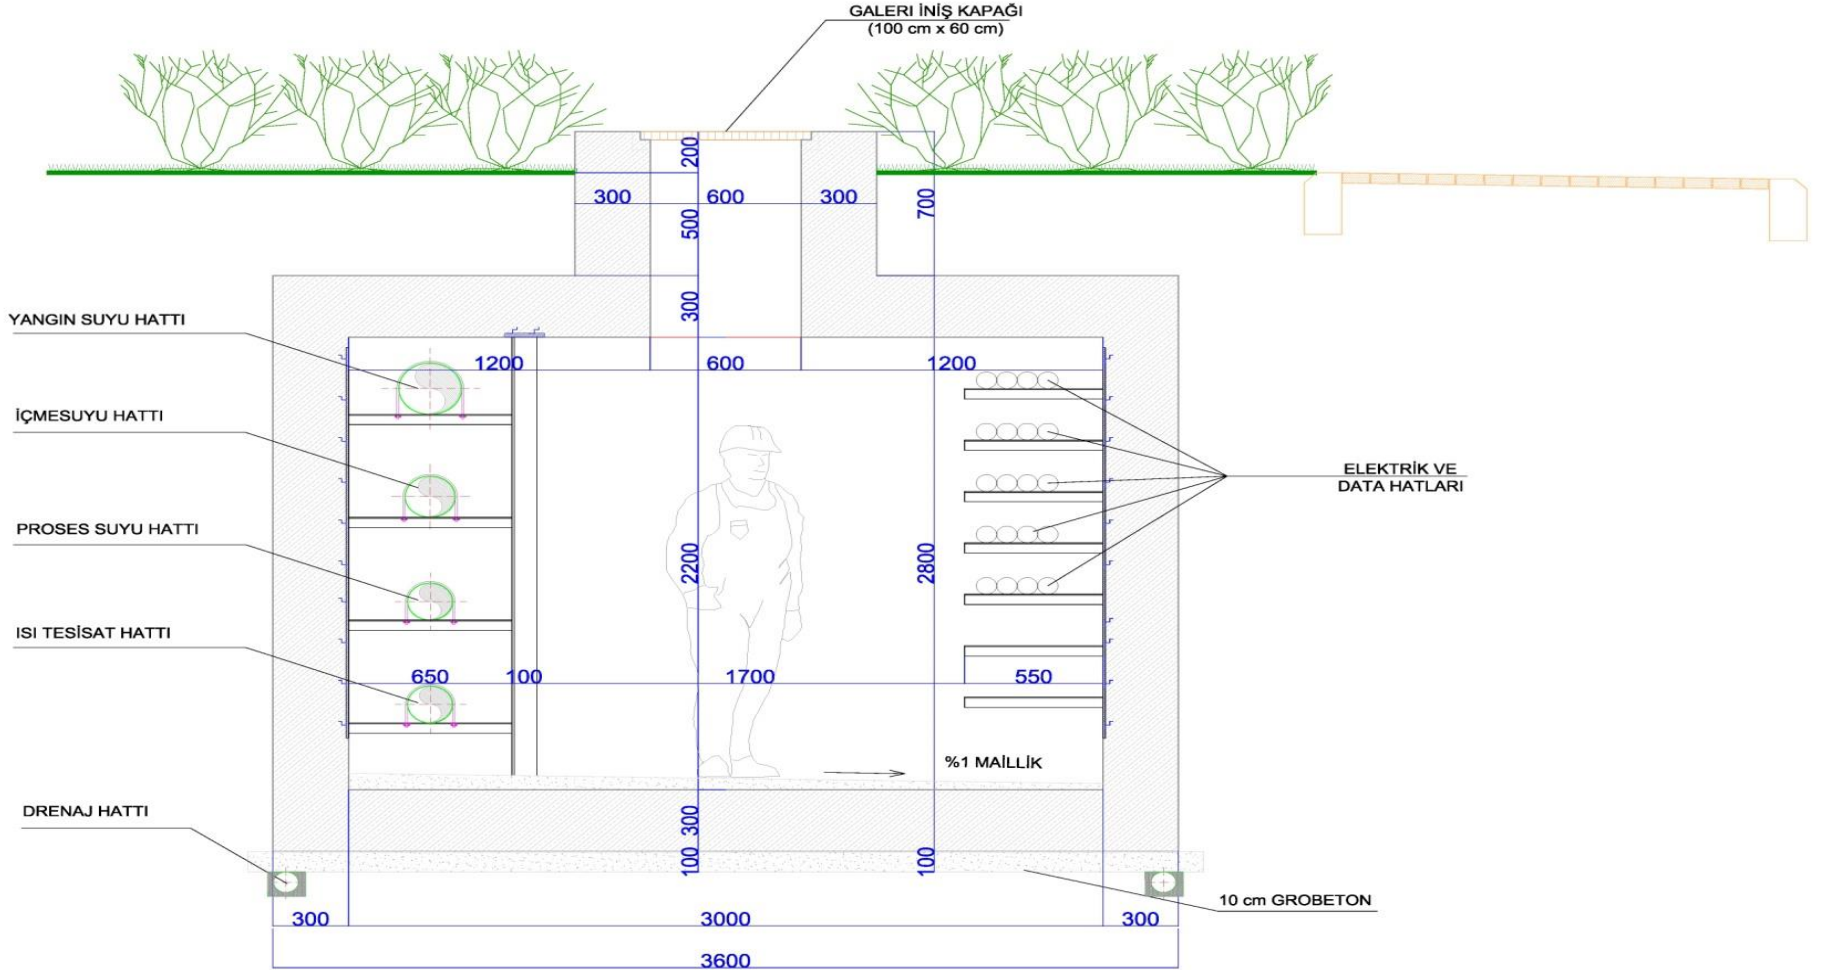 GALERI İNİŞ KAPAĞI
(100 cm x 60 cm)
200
300
600
300
500
700
300
YANGIN SUYU HATTI
1200
600
1200
İÇMESUYU HATTI
ELEKTRİK VE
DATA HATLARI
PROSES SUYU HATTI
2200
2800
ISI TESİSAT HATTI
650
100
1700
550
%1 MAİLLİK
DRENAJ HATTI
300
100
100
10 cm GROBETON
300
3000
300
3600